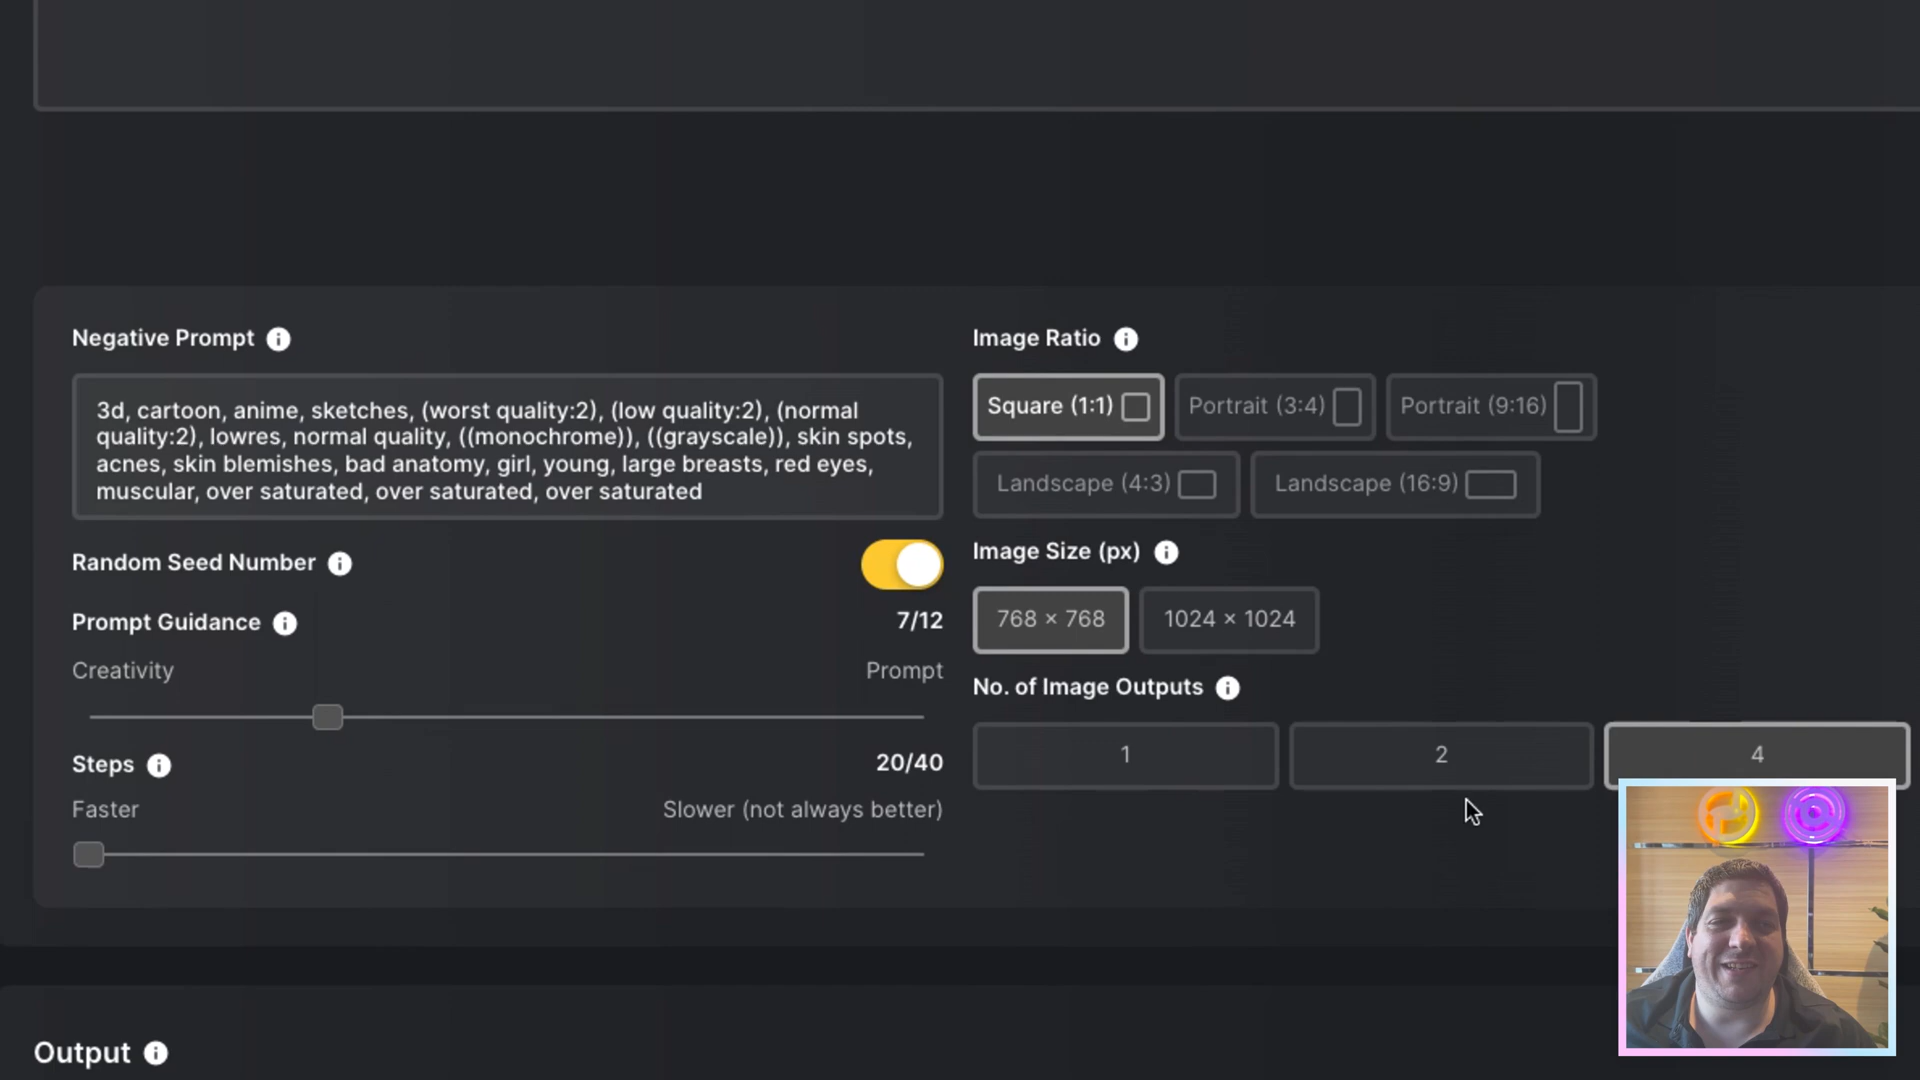 Negative Prompt
3d, cartoon, anime, sketches, (worst quality:2), (low quality:2), (normal
quality:2), lowres, normal quality, ((monochrome)), ((grayscale)), skin spots,
acnes, skin blemishes, bad anatomy, girl, young, large breasts, red eyes,
muscular, over saturated, over saturated, over saturated
Random Seed Number
Prompt Guidance
7/12
Creativity
Prompt
Steps
20/40
Faster
Slower (not always better)
Image Ratio
Square (1:1)
Portrait (3:4)
Portrait (9:16)
Landscape (4:3)
Landscape (16:9)
Image Size (px)
768 × 768
1024 × 1024
No. of Image Outputs
1
2
4
Output